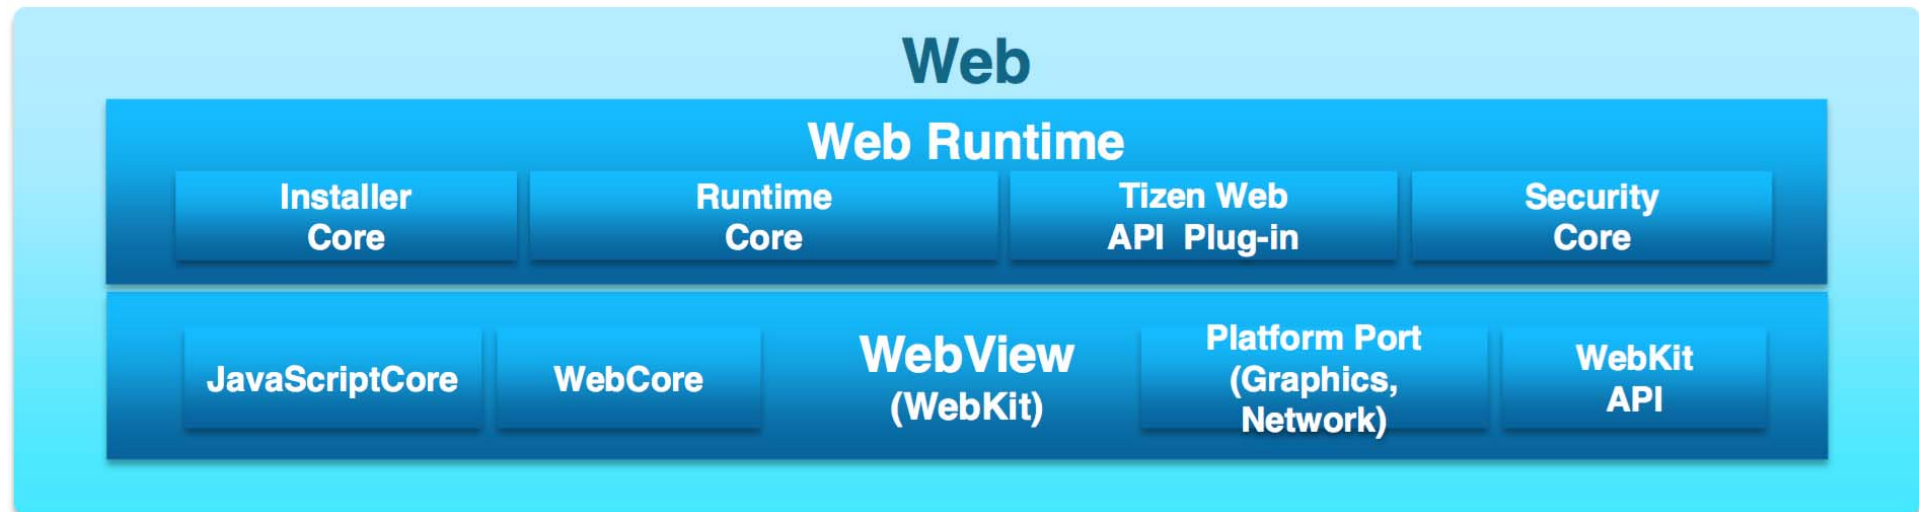 Web
Web Runtime
Installer
Core
Runtime
Core
Tizen Web
API Plug-in
Security
Core
JavaScriptCore
WebCore
WebView
(WebKit)
Platform Port
(Graphics,
Network)
WebKit
API